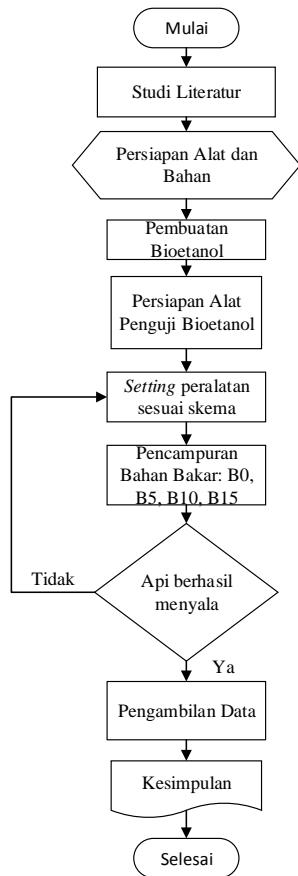 Mulai
Studi Literatur
Persiapan Alat dan
Bahan
Pembuatan
Bioetanol
Persiapan Alat
Penguji Bioetanol
Setting peralatan
sesuai skema
Pencampuran
Bahan Bakar: B0,
B5, B10, B15
Tidak
Api berhasil
menyala
Ya
Pengambilan Data
Kesimpulan
Selesai